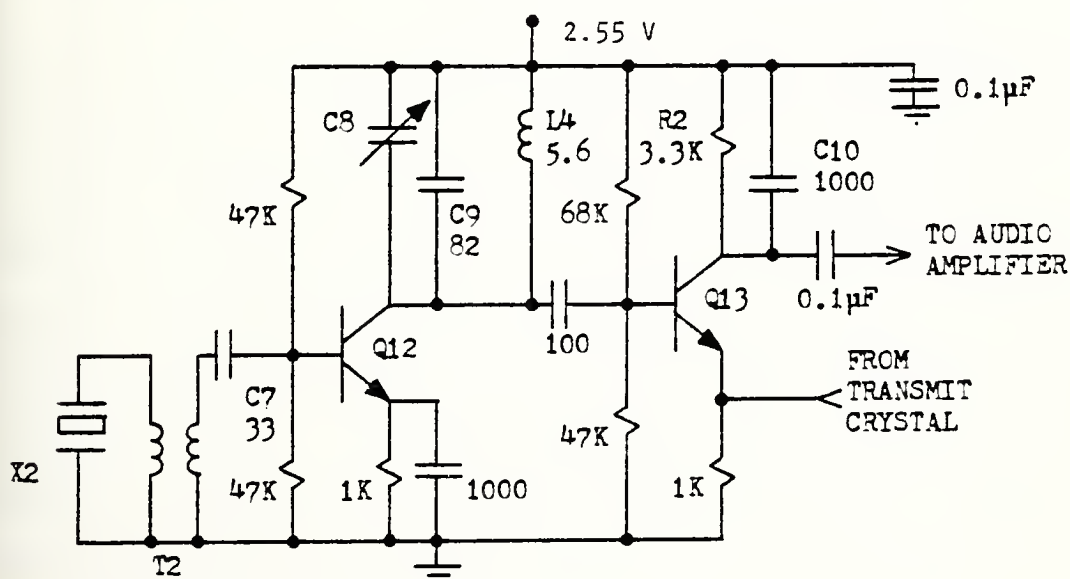 2.55 V
0.1µF
C8
L4
5.6
R2
3.3K
C10
1000
47K
C9
82
68K
TO AUDIO
AMPLIFIER
Q13
0.1µF
Q12
100
C7
33
FROM
TRANSMIT
CRYSTAL
X2
47K
1K
1000
47K
1K
T2